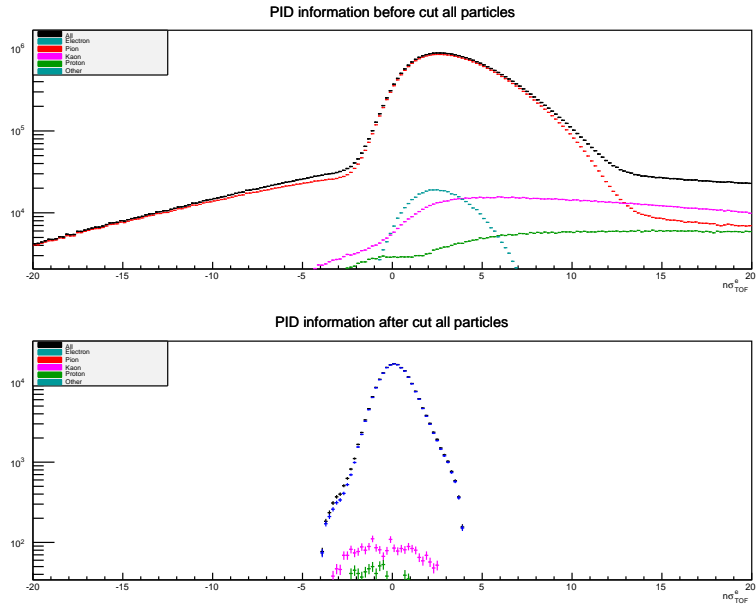 PID information before cut all particles
All
Electron
Pion
Kaon
Proton
Other
10^6
10^5
10^4
-20 -15 -10 -5 0 5 10 15 20
nσ^e_TOF
PID information after cut all particles
All
Electron
Pion
Kaon
Proton
Other
10^4
10^3
10^2
-20 -15 -10 -5 0 5 10 15 20
nσ^e_TOF